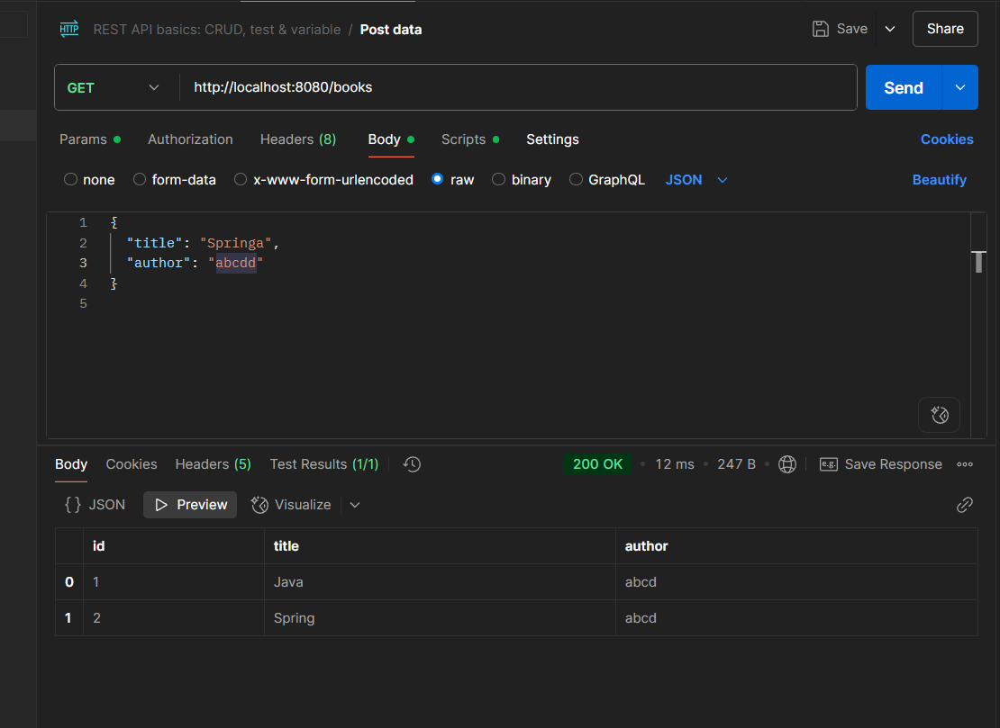 HTTP REST API basics: CRUD, test & variable / Post data Save Share
GET http://localhost:8080/books Send
Params Authorization Headers (8) Body Scripts Settings Cookies
none form-data x-www-form-urlencoded raw binary GraphQL JSON Beautify
1 {
2 "title": "Springa",
3 "author": "abcdd"
4 }
5
Body Cookies Headers (5) Test Results (1/1) 200 OK • 12 ms • 247 B • e.g. Save Response
{} JSON Preview Visualize
id title author
0 1 Java abcd
1 2 Spring abcd